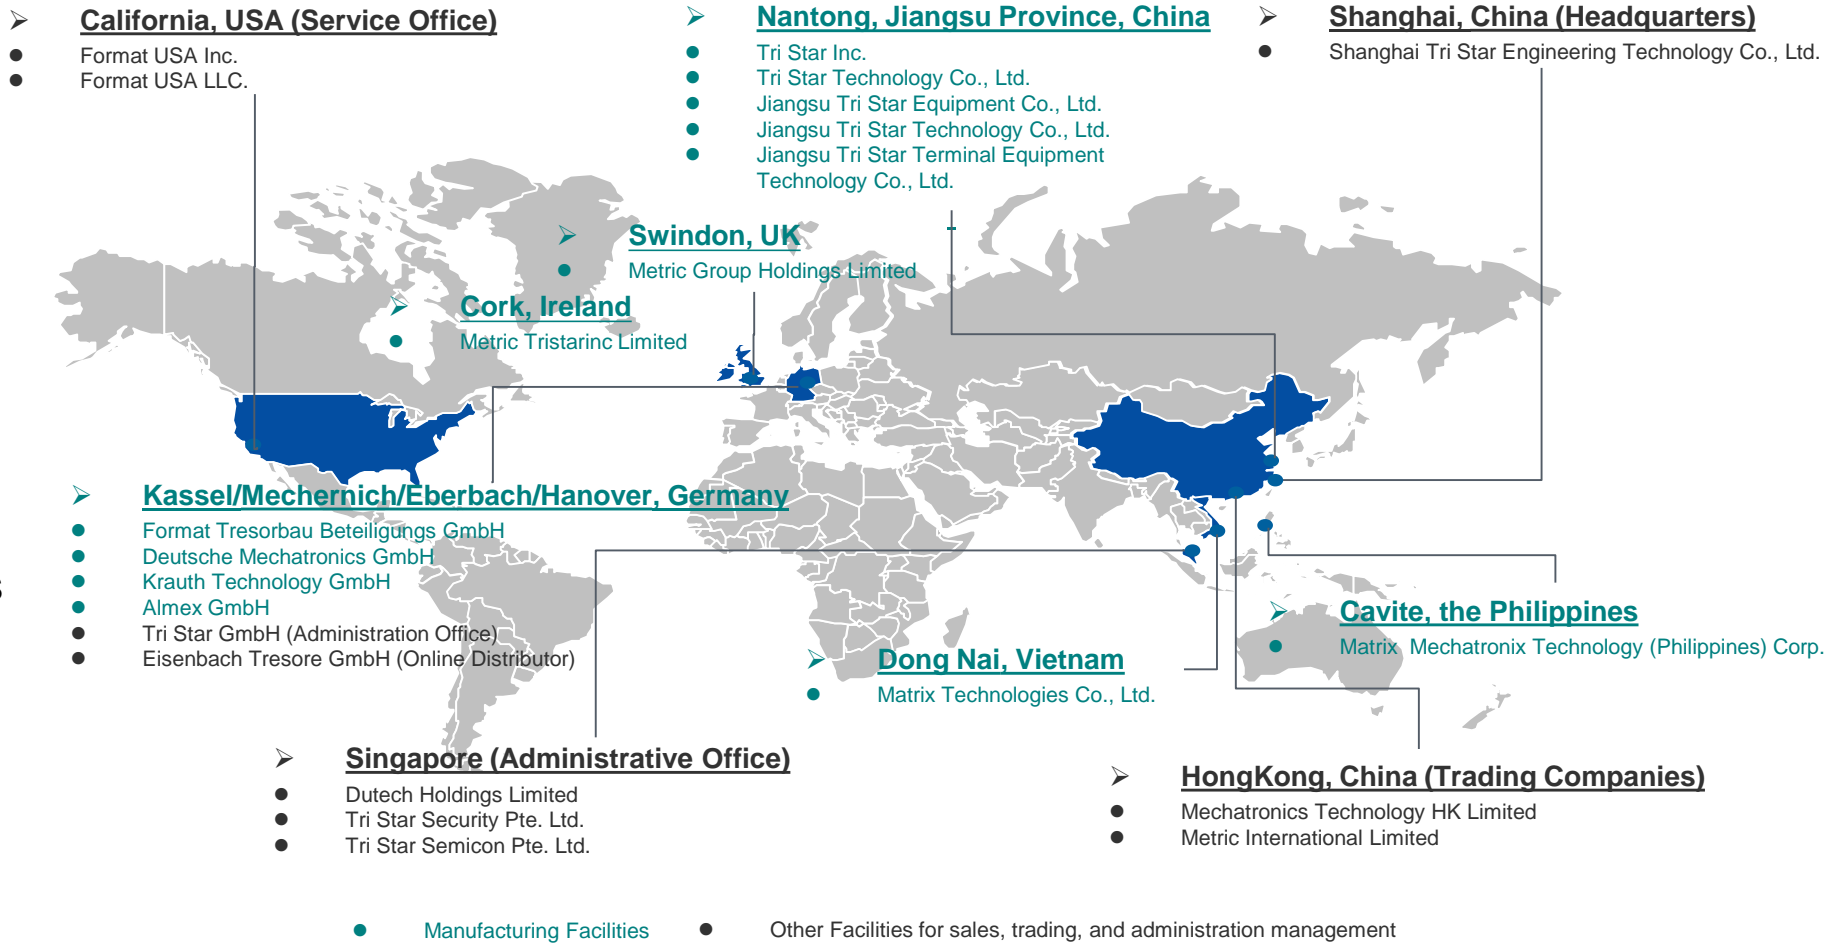 California, USA (Service Office)
Format USA Inc.
Format USA LLC.
Nantong, Jiangsu Province, China
Tri Star Inc.
Tri Star Technology Co., Ltd.
Jiangsu Tri Star Equipment Co., Ltd.
Jiangsu Tri Star Technology Co., Ltd.
Jiangsu Tri Star Terminal Equipment
Technology Co., Ltd.
Shanghai, China (Headquarters)
Shanghai Tri Star Engineering Technology Co., Ltd.
Swindon, UK
Metric Group Holdings Limited
Cork, Ireland
Metric Tristarinc Limited
Kassel/Mechernich/Eberbach/Hanover, Germany
Format Tresorbau Beteiligungs GmbH
Deutsche Mechatronics GmbH
Krauth Technology GmbH
Almex GmbH
Tri Star GmbH (Administration Office)
Eisenbach Tresore GmbH (Online Distributor)
Cavite, the Philippines
Matrix Mechatronix Technology (Philippines) Corp.
Dong Nai, Vietnam
Matrix Technologies Co., Ltd.
Singapore (Administrative Office)
Dutech Holdings Limited
Tri Star Security Pte. Ltd.
Tri Star Semicon Pte. Ltd.
HongKong, China (Trading Companies)
Mechatronics Technology HK Limited
Metric International Limited
Manufacturing Facilities
Other Facilities for sales, trading, and administration management